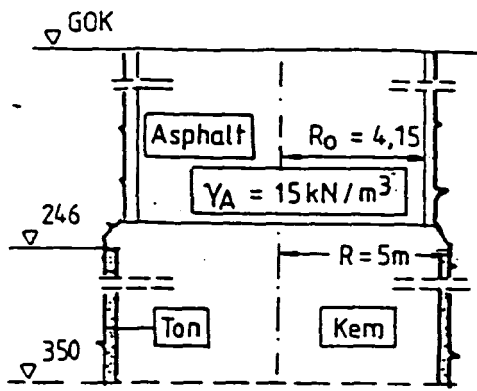 GOK
Asphalt
R₀ = 4,15
γA = 15 kN/m³
246
R = 5m
Ton
Kern
350